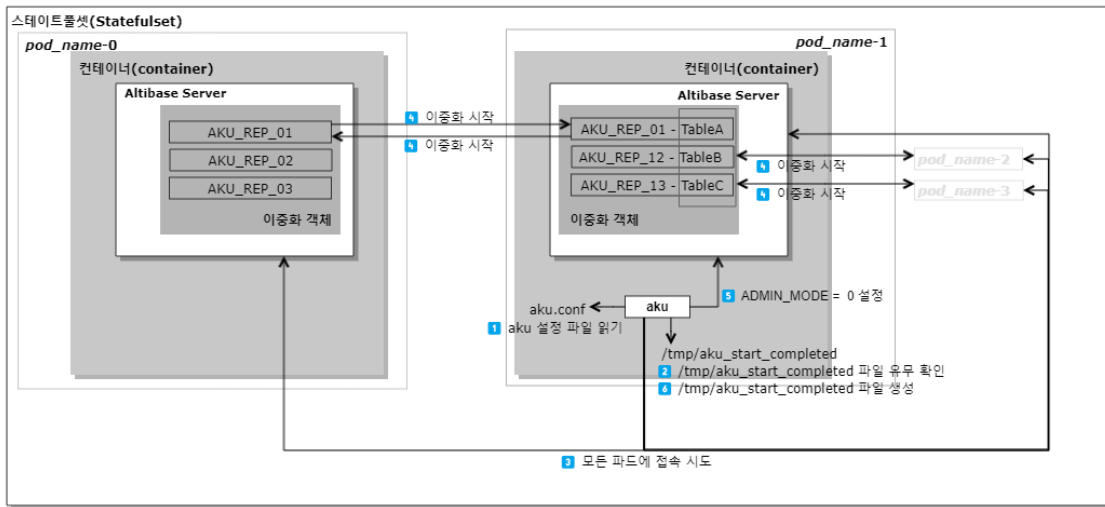 스테이트풀셋(Statefulset)
pod_name-0
컨테이너(container)
Altibase Server
AKU_REP_01
AKU_REP_02
AKU_REP_03
이중화 객체
4 이중화 시작
4 이중화 시작
pod_name-1
컨테이너(container)
Altibase Server
AKU_REP_01 - TableA
AKU_REP_12 - TableB
AKU_REP_13 - TableC
이중화 객체
4 이중화 시작
4 이중화 시작
pod_name-2
pod_name-3
5 ADMIN_MODE = 0 설정
aku.conf
aku
1 aku 설정 파일 읽기
/tmp/aku_start_completed
2 /tmp/aku_start_completed 파일 유무 확인
6 /tmp/aku_start_completed 파일 생성
3 모든 파드에 접속 시도